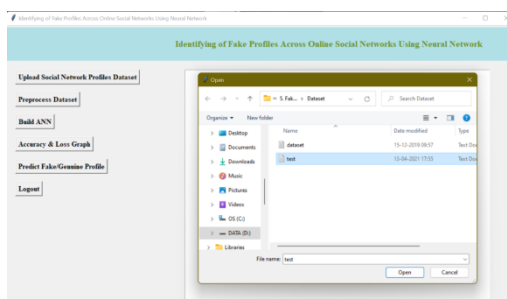 Identifying of Fake Profiles Across Online Social Networks Using Neural Network
Identifying of Fake Profiles Across Online Social Networks Using Neural Network
Upload Social Network Profiles Dataset
Preprocess Dataset
Build ANN
Accuracy & Loss Graph
Predict Fake/Genuine Profile
Logout
Open
« 5. Fak... › Dataset
Search Dataset
Organize
New folder
Name
Date modified
Type
Desktop
Documents
Downloads
Music
Pictures
Videos
OS (C:)
DATA (D:)
Libraries
dataset
15-12-2019 08:57
Text Doc
test
13-04-2021 17:35
Text Doc
File name:
test
Open
Cancel